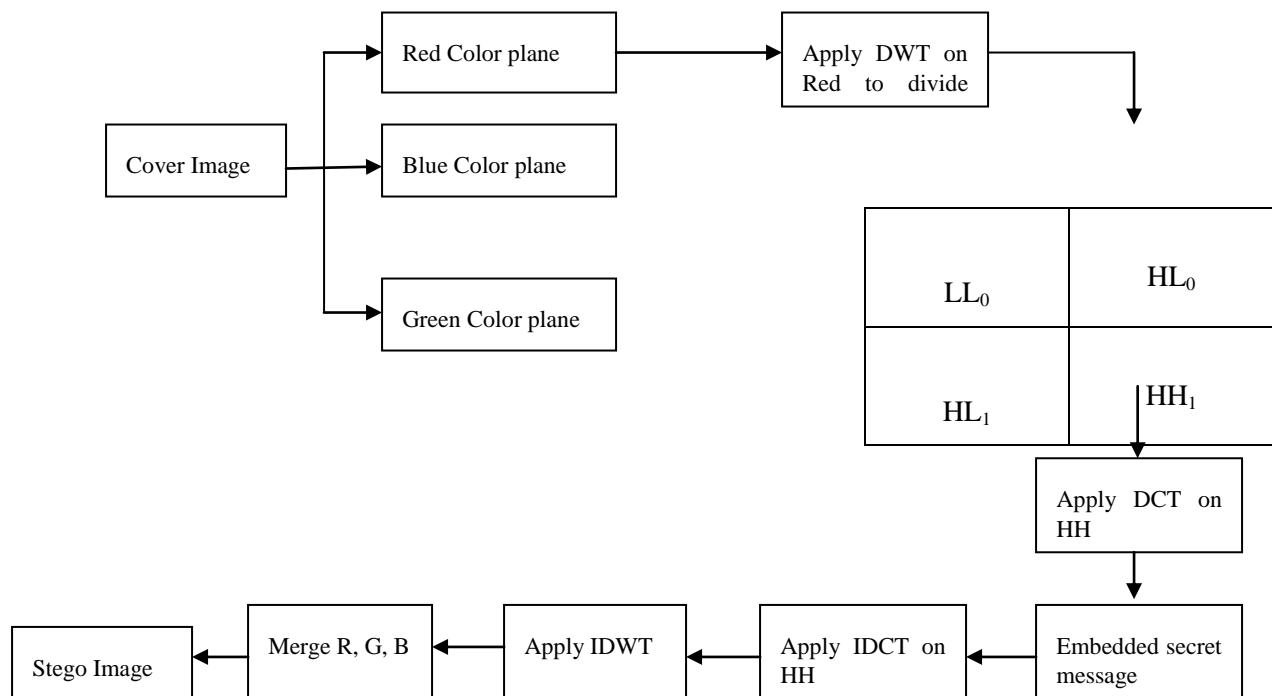 Red Color plane
Apply DWT on
Red to divide
Cover Image
Blue Color plane
Green Color plane
LL₀
HL₀
HL₁
HH₁
Apply DCT on
HH
Embedded secret
message
Apply IDCT on
HH
Apply IDWT
Merge R, G, B
Stego Image